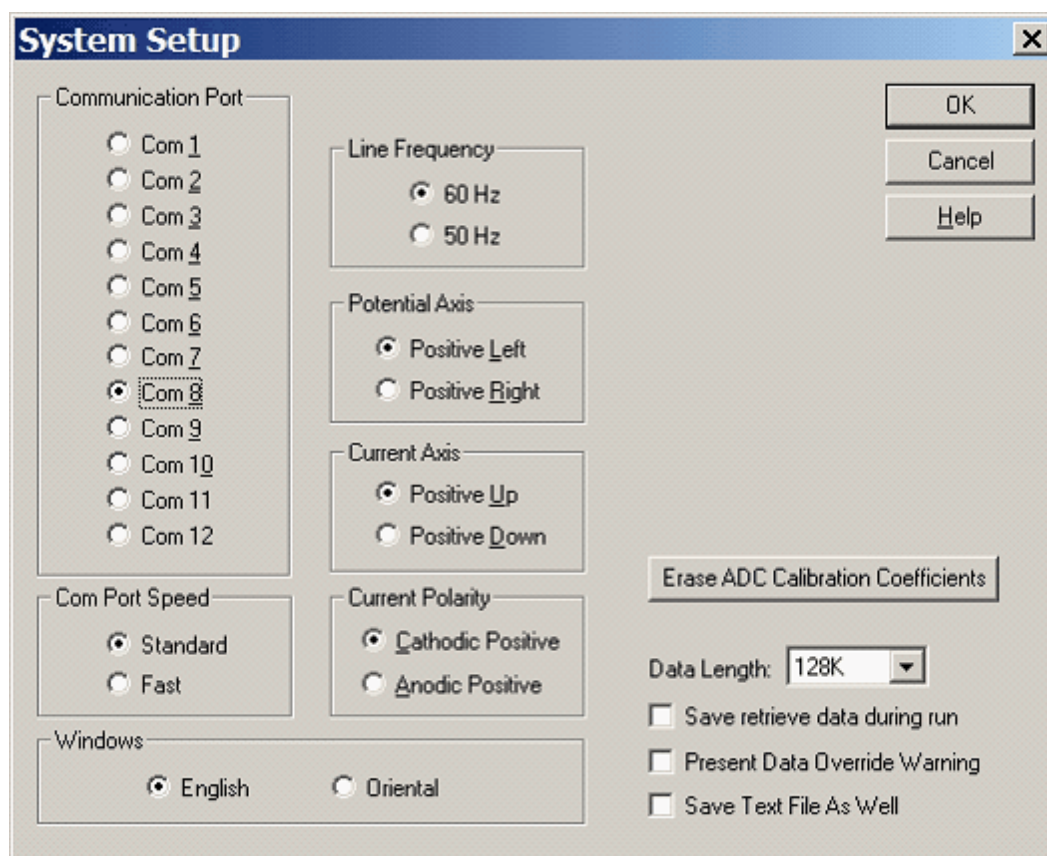 System Setup
Communication Port
Com 1
Com 2
Com 3
Com 4
Com 5
Com 6
Com 7
Com 8
Com 9
Com 10
Com 11
Com 12
Com Port Speed
Standard
Fast
Line Frequency
60 Hz
50 Hz
Potential Axis
Positive Left
Positive Right
Current Axis
Positive Up
Positive Down
Current Polarity
Cathodic Positive
Anodic Positive
Windows
English
Oriental
OK
Cancel
Help
Erase ADC Calibration Coefficients
Data Length: 128K
Save retrieve data during run
Present Data Override Warning
Save Text File As Well